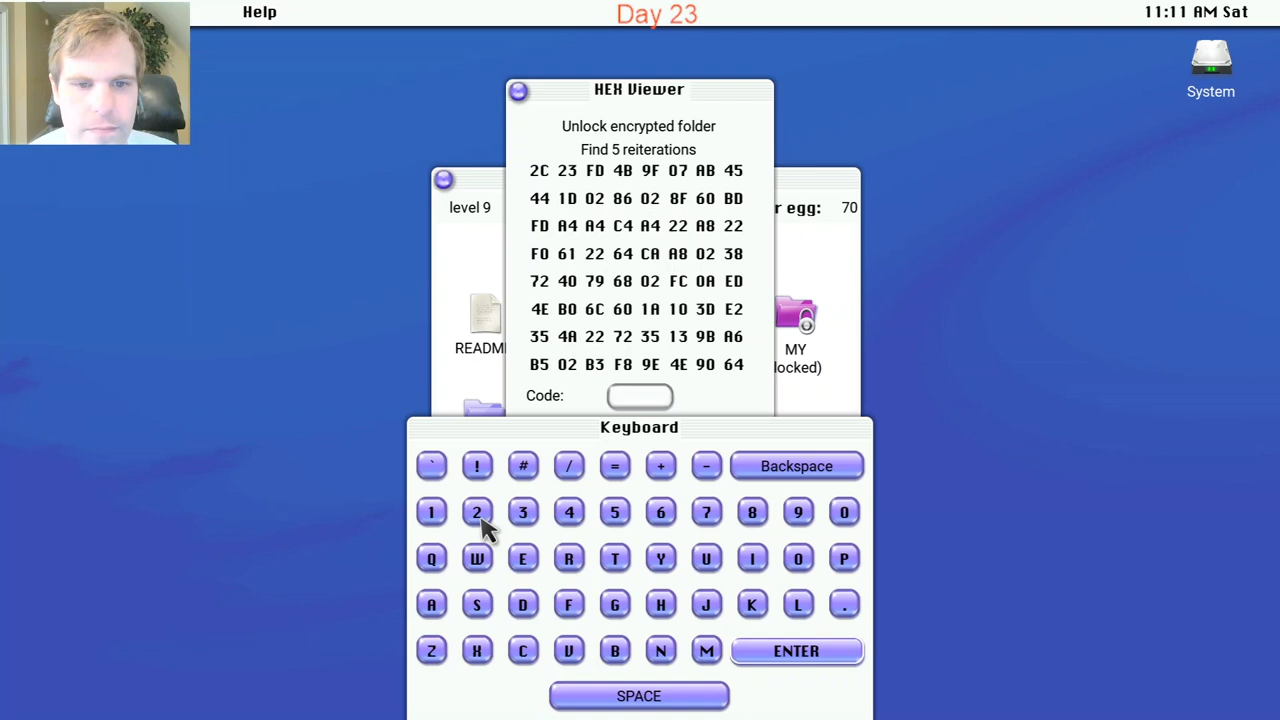 Help
Day 23
11:11 AM Sat
System
HEX Viewer
Unlock encrypted folder
Find 5 reiterations
2C 23 FD 4B 9F 07 AB 45
44 1D 02 86 02 8F 60 BD
FD A4 A4 C4 A4 22 A8 22
F0 61 22 64 CA A8 02 38
72 40 79 68 02 FC 0A ED
4E B0 6C 60 1A 10 3D E2
35 4A 22 72 35 13 9B A6
B5 02 B3 F8 9E 4E 90 64
Code:
level 9
r egg: 70
READM
MY
locked)
Keyboard
` ! # / = + - Backspace
1 2 3 4 5 6 7 8 9 0
Q W E R T Y U I O P
A S D F G H J K L .
Z X C V B N M ENTER
SPACE